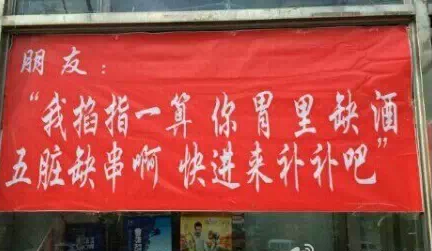 朋友：
“我掐指一算 你胃里缺酒
五脏缺串啊 快进来补补吧”